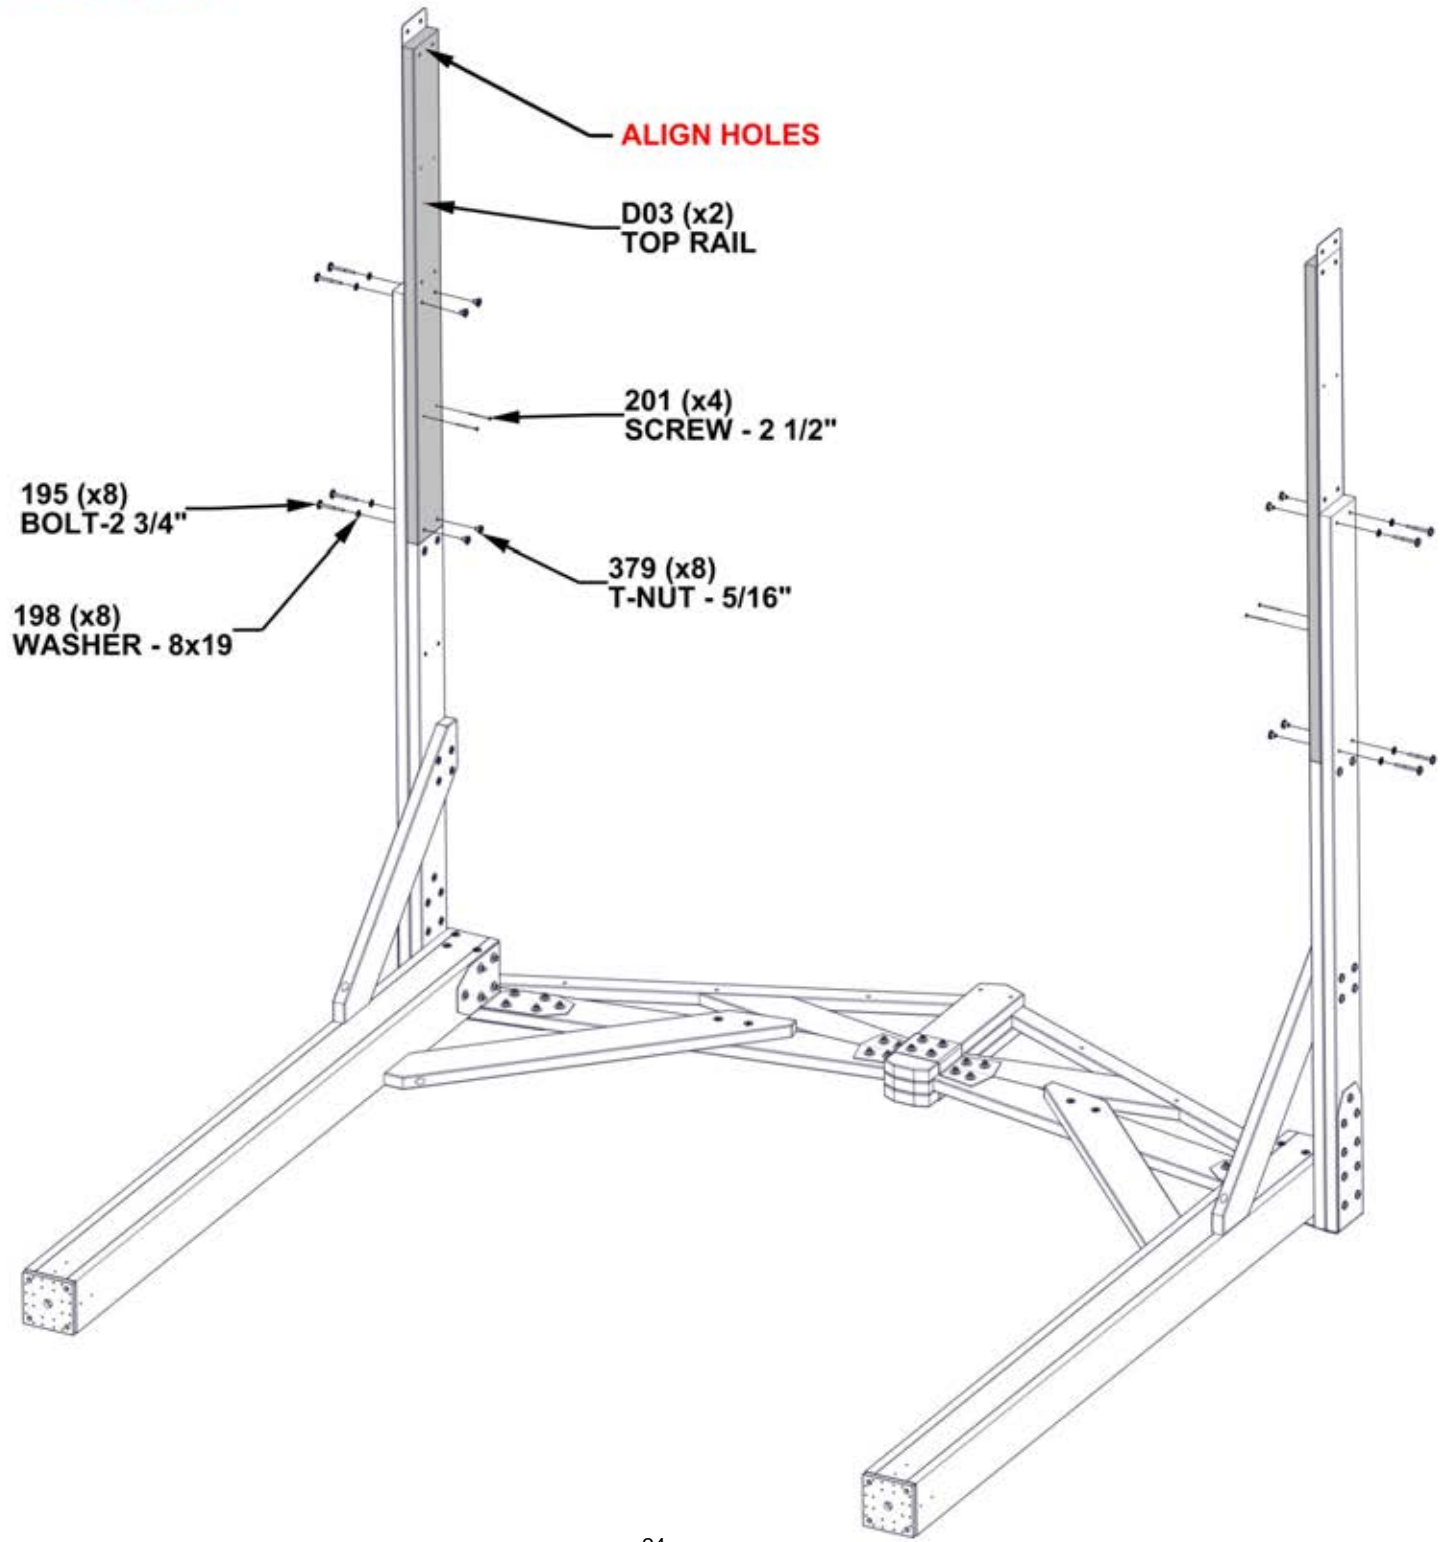 ALIGN HOLES
D03 (x2)
TOP RAIL
201 (x4)
SCREW - 2 1/2"
195 (x8)
BOLT-2 3/4"
379 (x8)
T-NUT - 5/16"
198 (x8)
WASHER - 8x19